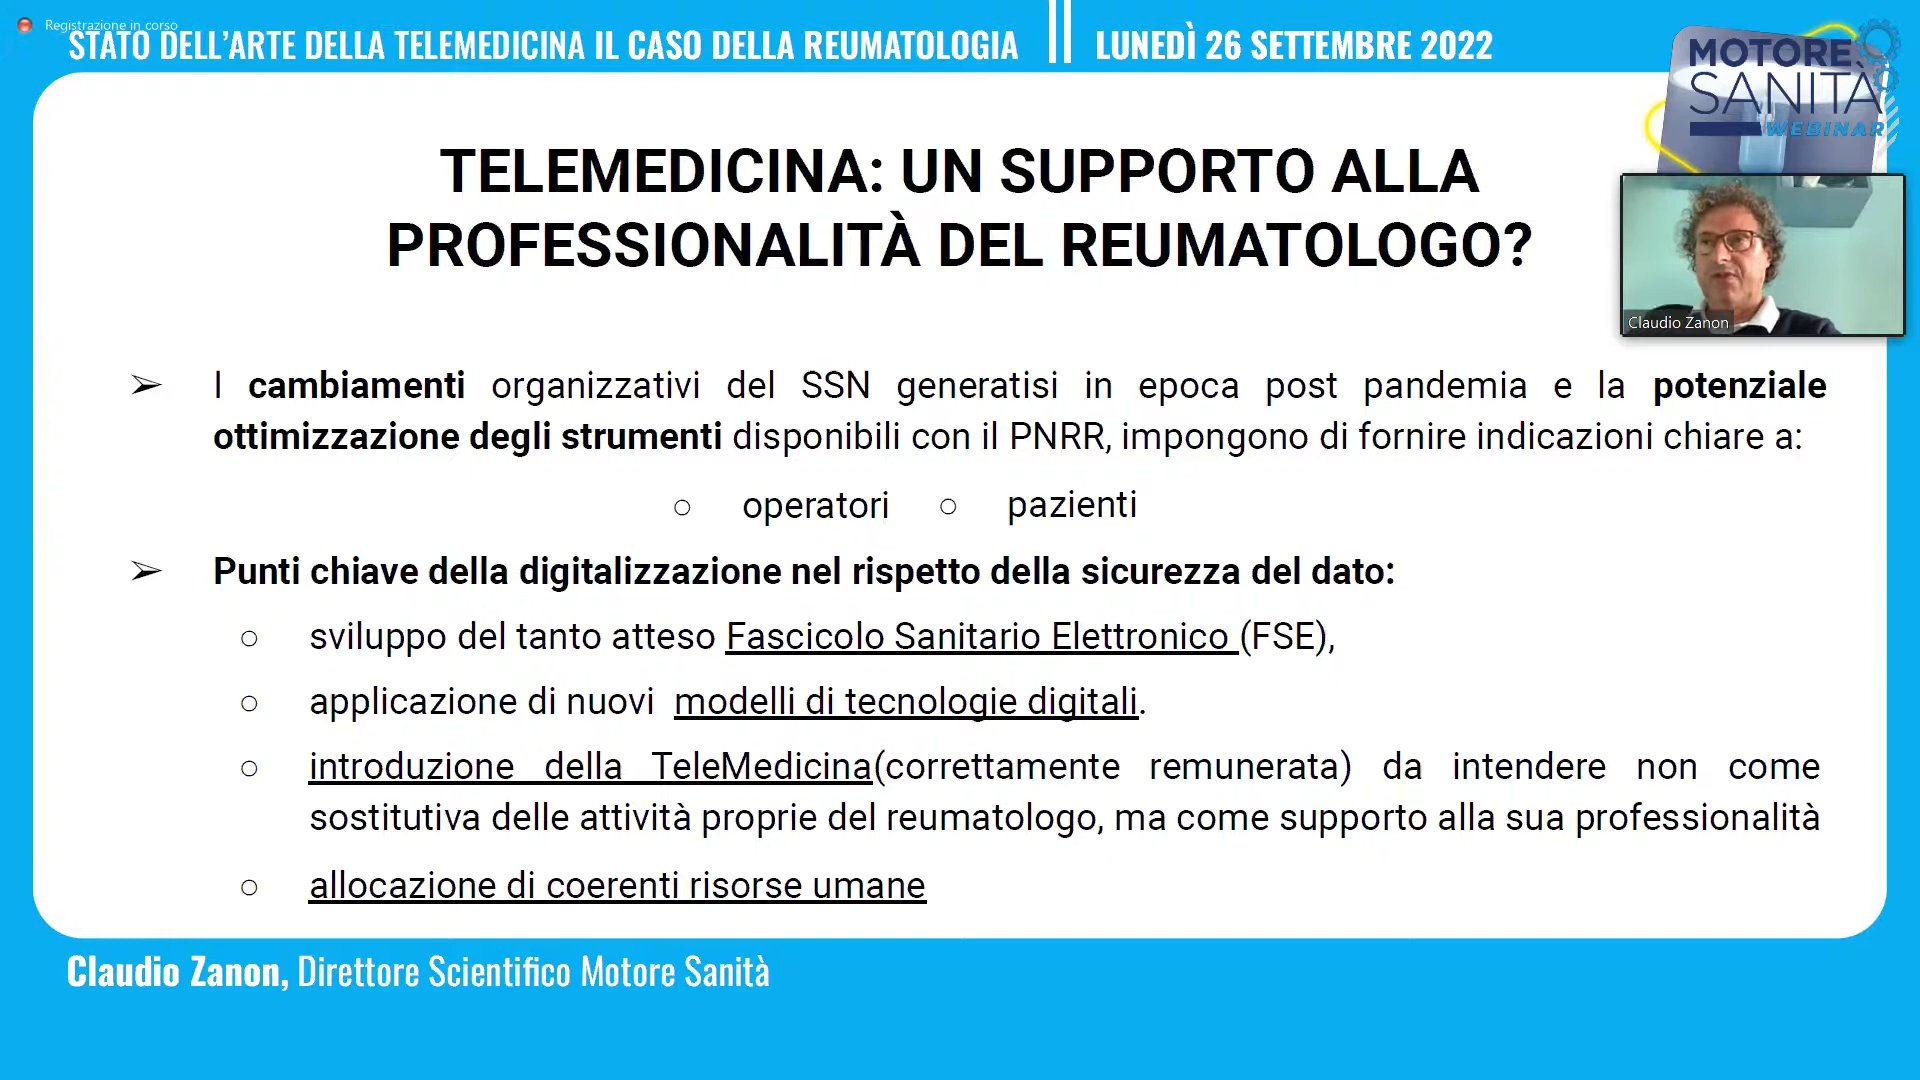 Registrazione in corso
STATO DELL'ARTE DELLA TELEMEDICINA IL CASO DELLA REUMATOLOGIA
LUNEDÌ 26 SETTEMBRE 2022
MOTORE
SANITÀ
WEBINAR
TELEMEDICINA: UN SUPPORTO ALLA
PROFESSIONALITÀ DEL REUMATOLOGO?
Claudio Zanon
➢ I cambiamenti organizzativi del SSN generatisi in epoca post pandemia e la potenziale
ottimizzazione degli strumenti disponibili con il PNRR, impongono di fornire indicazioni chiare a:
○ operatori ○ pazienti
➢ Punti chiave della digitalizzazione nel rispetto della sicurezza del dato:
○ sviluppo del tanto atteso Fascicolo Sanitario Elettronico (FSE),
○ applicazione di nuovi modelli di tecnologie digitali.
○ introduzione della TeleMedicina(correttamente remunerata) da intendere non come
sostitutiva delle attività proprie del reumatologo, ma come supporto alla sua professionalità
○ allocazione di coerenti risorse umane
Claudio Zanon, Direttore Scientifico Motore Sanità